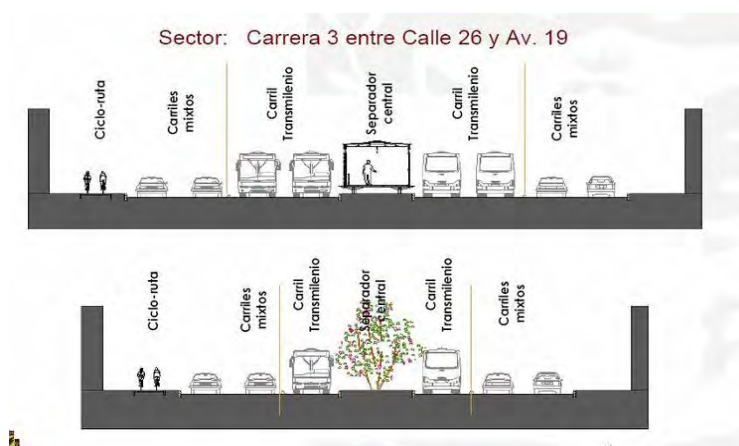 Sector: Carrera 3 entre Calle 26 y Av. 19
Ciclo-ruta
Carriles
mixtos
Carril
Transmilenio
Separador
central
Carril
Transmilenio
Carriles
mixtos
Ciclo-ruta
Carriles
mixtos
Carril
Transmilenio
Separador
central
Carril
Transmilenio
Carriles
mixtos